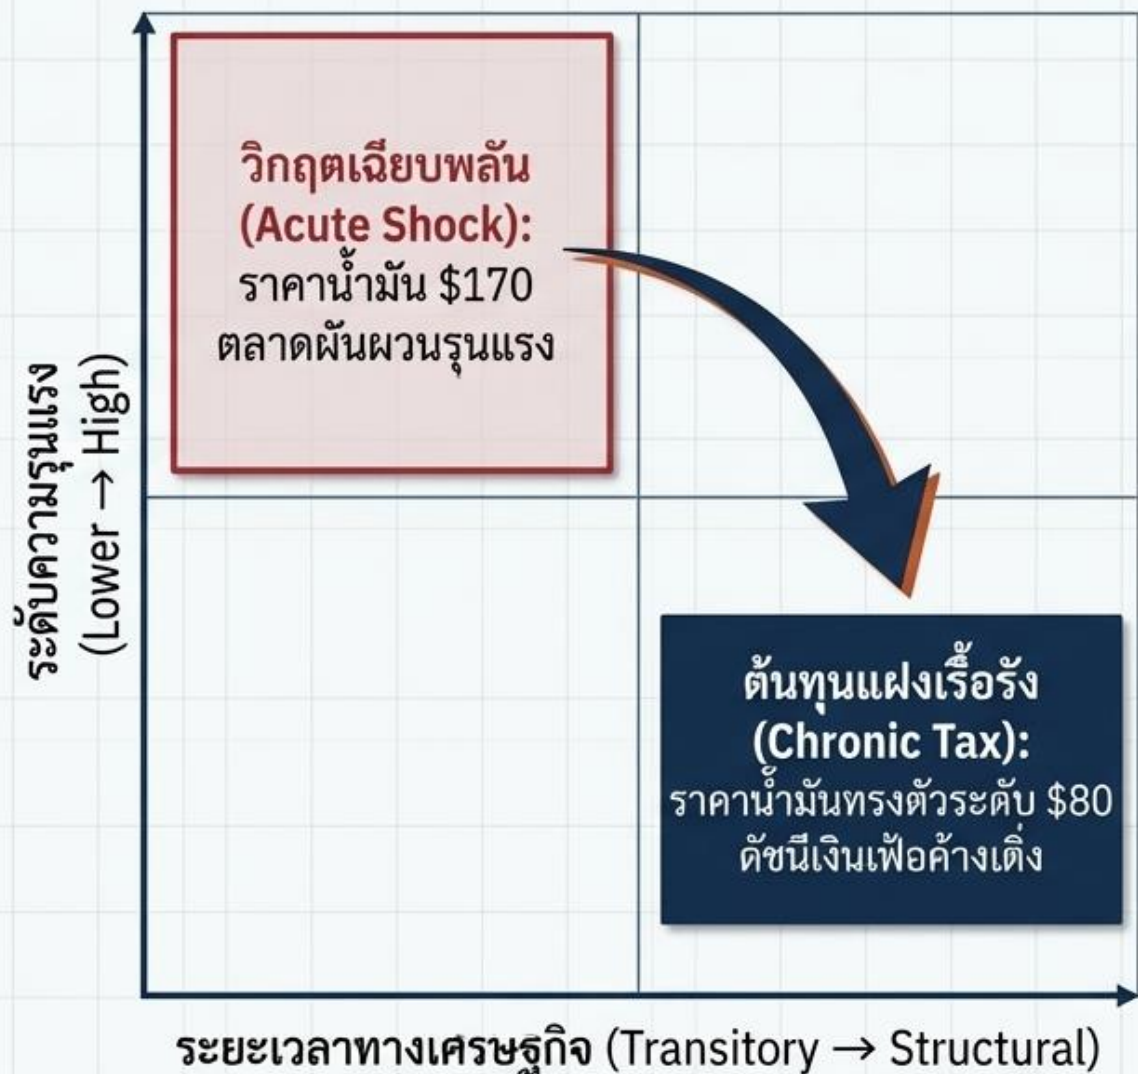 วิกฤตเฉียบพลัน
(Acute Shock):
ราคาน้ำมัน $170
ตลาดผันผวนรุนแรง
ระดับความรุนแรง
(Lower → High)
ต้นทุนแฝงเรื้อรัง
(Chronic Tax):
ราคาน้ำมันทรงตัวระดับ $80
ดัชนีเงินเฟ้อค้างเติ่ง
ระยะเวลาทางเศรษฐกิจ (Transitory → Structural)